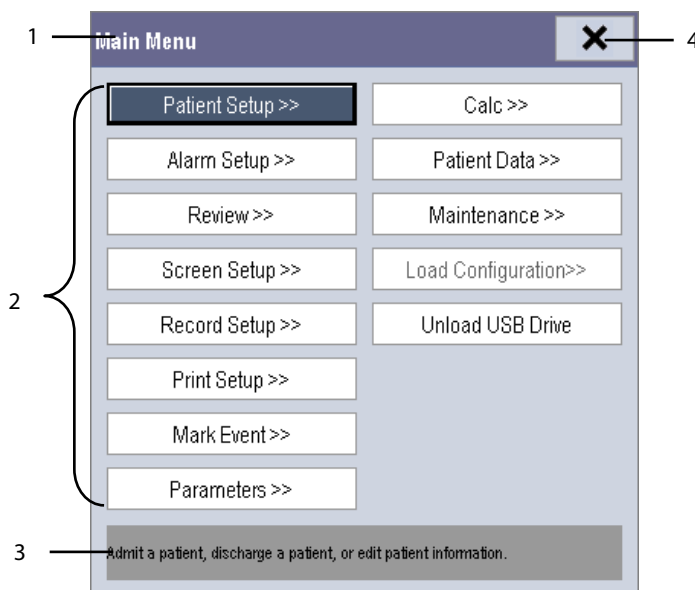 1
Main Menu
4
2
Patient Setup >>
Alarm Setup >>
Review >>
Screen Setup >>
Record Setup >>
Print Setup >>
Mark Event >>
Parameters >>
Calc >>
Patient Data >>
Maintenance >>
Load Configuration>>
Unload USB Drive
3
Admit a patient, discharge a patient, or edit patient information.